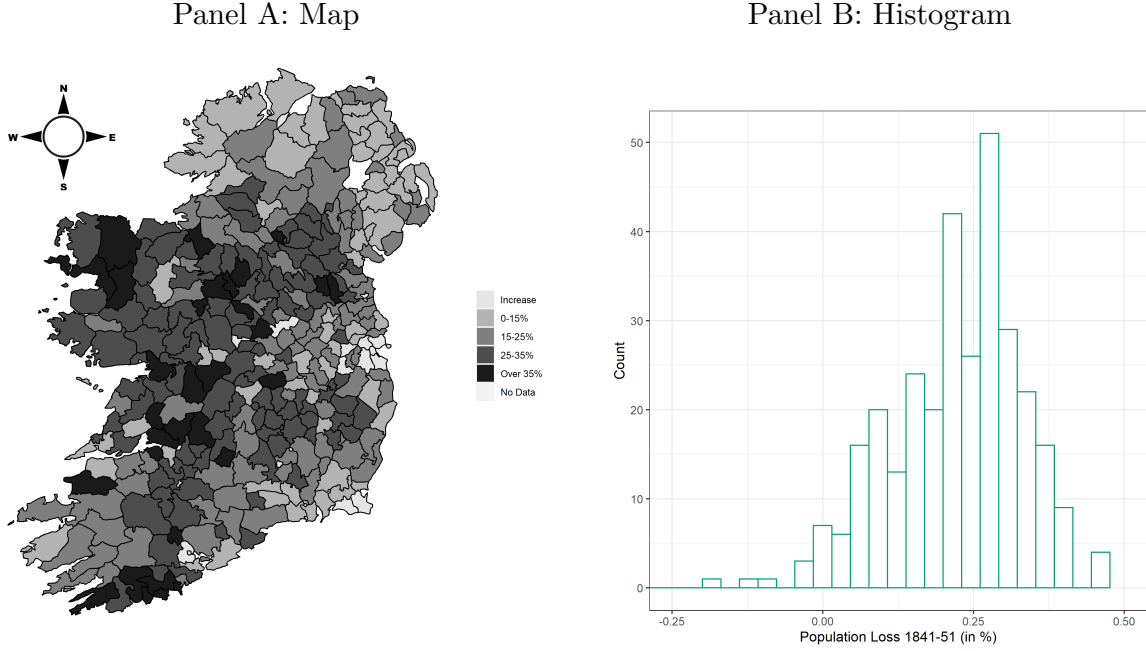 Panel A: Map
N
W
E
S
Increase
0-15%
15-25%
25-35%
Over 35%
No Data
Panel B: Histogram
50
40
30
20
10
0
Count
-0.25
0.00
0.25
0.50
Population Loss 1841-51 (in %)